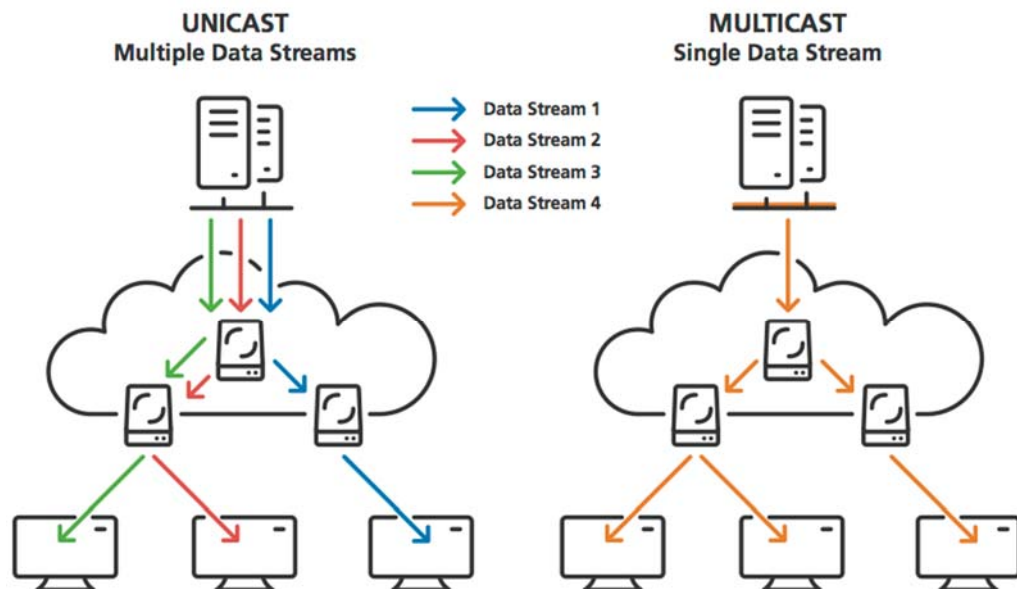 UNICAST
Multiple Data Streams
MULTICAST
Single Data Stream
Data Stream 1
Data Stream 2
Data Stream 3
Data Stream 4